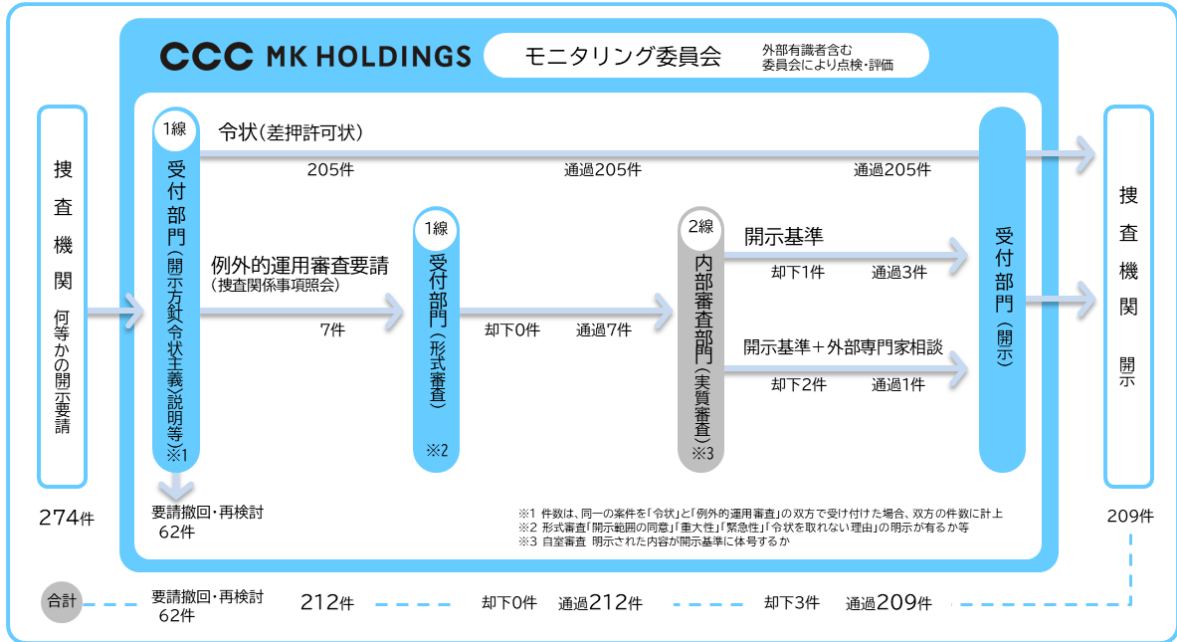 CCC MK HOLDINGS
モニタリング委員会
外部有識者含む
委員会により点検・評価
捜査機関 何等かの開示要請
274件
1線
受付部門(開示方針〈令状主義〉説明等)※1
令状(差押許可状)
205件
通過205件
通過205件
例外的運用審査要請
(捜査関係事項照会)
7件
1線
受付部門(形式審査)
※2
却下0件
通過7件
2線
内部審査部門(実質審査)
※3
開示基準
却下1件
通過3件
開示基準+外部専門家相談
却下2件
通過1件
受付部門(開示)
捜査機関 開示
209件
要請撤回・再検討
62件
※1 件数は、同一の案件を「令状」と「例外的運用審査」の双方で受け付けた場合、双方の件数に計上
※2 形式審査「開示範囲の同意」「重大性」「緊急性」「令状を取れない理由」の明示が有るか等
※3 自室審査 明示された内容が開示基準に体号するか
合計
要請撤回・再検討
62件
212件
却下0件
通過212件
却下3件
通過209件